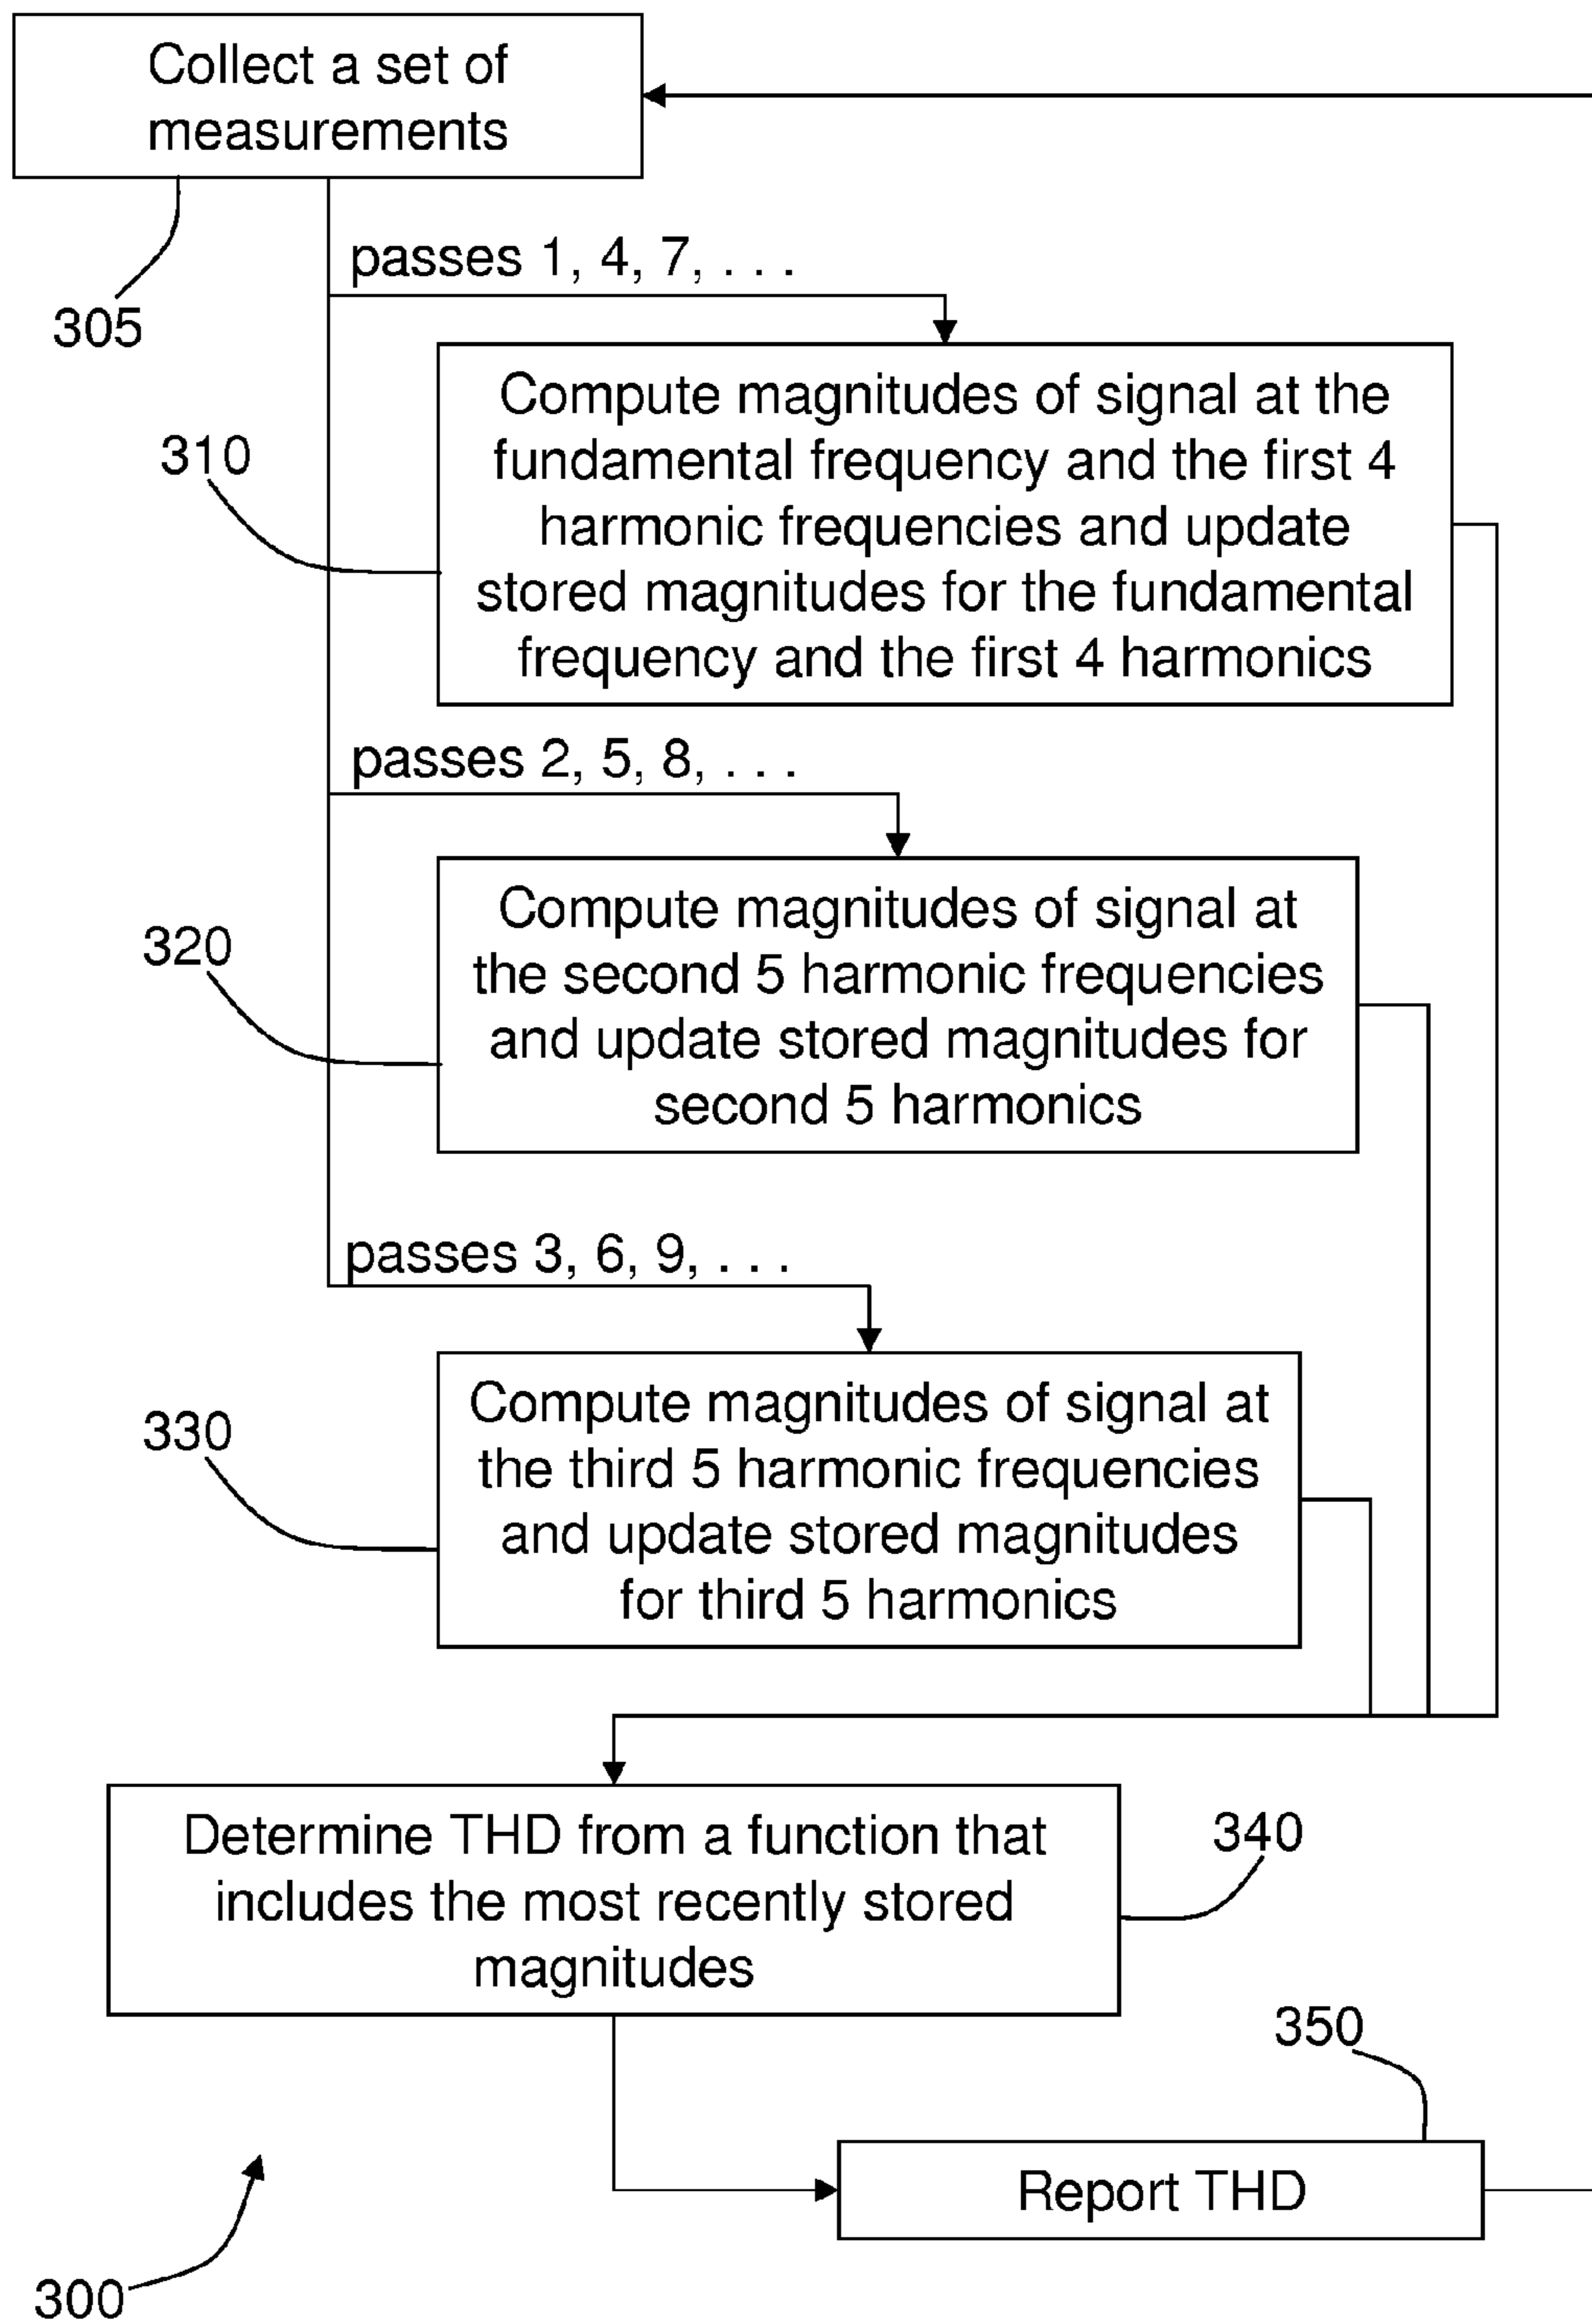 Collect a set of
measurements
passes 1, 4, 7, . . .
305
Compute magnitudes of signal at the
fundamental frequency and the first 4
harmonic frequencies and update
stored magnitudes for the fundamental
frequency and the first 4 harmonics
310
passes 2, 5, 8, . . .
Compute magnitudes of signal at
the second 5 harmonic frequencies
and update stored magnitudes for
second 5 harmonics
320
passes 3, 6, 9, . . .
Compute magnitudes of signal at
the third 5 harmonic frequencies
and update stored magnitudes
for third 5 harmonics
330
Determine THD from a function that
includes the most recently stored
magnitudes
340
350
Report THD
300